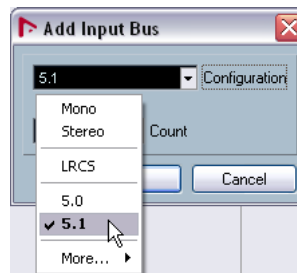 Add Input Bus
5.1 Configuration
Mono
Stereo
Count
LRCS
Cancel
5.0
5.1
More...